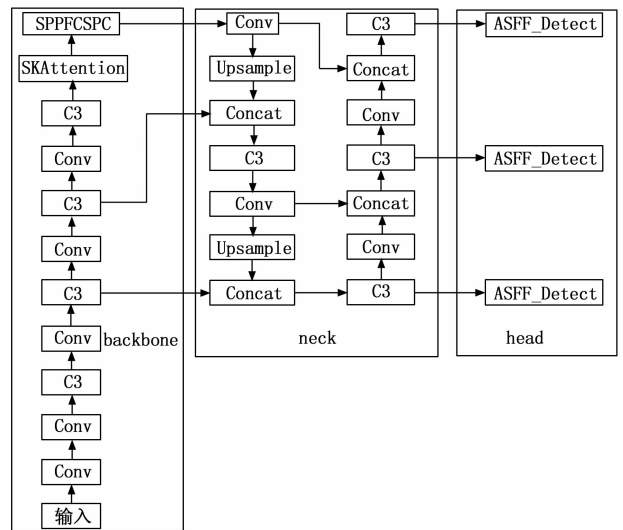 SPPFCSPC
SKAttention
C3
Conv
C3
Conv
C3
Conv
backbone
C3
Conv
Conv
输入
Conv
Upsample
Concat
C3
Conv
Upsample
Concat
C3
Concat
Conv
C3
Concat
Conv
C3
neck
ASFF_Detect
ASFF_Detect
ASFF_Detect
head